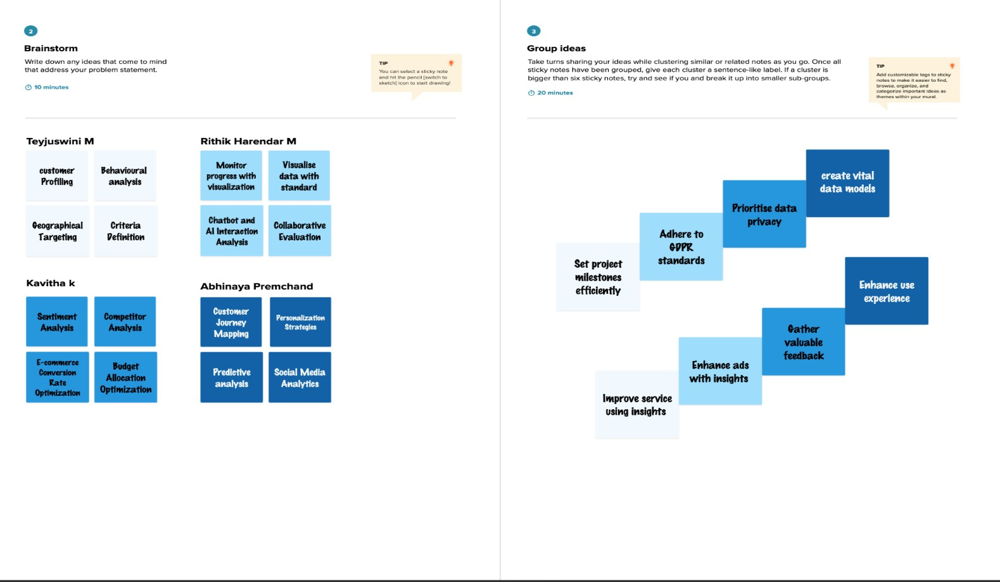 2
Brainstorm
Write down any ideas that come to mind
that address your problem statement.
10 minutes
TIP
You can select a sticky note
and hit the pencil [switch to
sketch] icon to start drawing!
Teyjuswini M
customer
Profiling
Behavioural
analysis
Geographical
Targeting
Criteria
Definition
Rithik Harendar M
Monitor
progress with
visualization
Visualise
data with
standard
Chatbot and
AI Interaction
Analysis
Collaborative
Evaluation
Kavitha k
Sentiment
Analysis
Competitor
Analysis
E-commerce
Conversion
Rate
Optimization
Budget
Allocation
Optimization
Abhinaya Premchand
Customer
Journey
Mapping
Personalization
Strategies
Predictive
analysis
Social Media
Analytics
3
Group ideas
Take turns sharing your ideas while clustering similar or related notes as you go. Once all
sticky notes have been grouped, give each cluster a sentence-like label. If a cluster is
bigger than six sticky notes, try and see if you and break it up into smaller sub-groups.
20 minutes
TIP
Add customizable tags to sticky
notes to make it easier to find,
browse, organize, and
categorize important ideas as
themes within your mural.
Set project
milestones
efficiently
Adhere to
GDPR
standards
Prioritise data
privacy
create vital
data models
Improve service
using insights
Enhance ads
with insights
Gather
valuable
feedback
Enhance use
experience